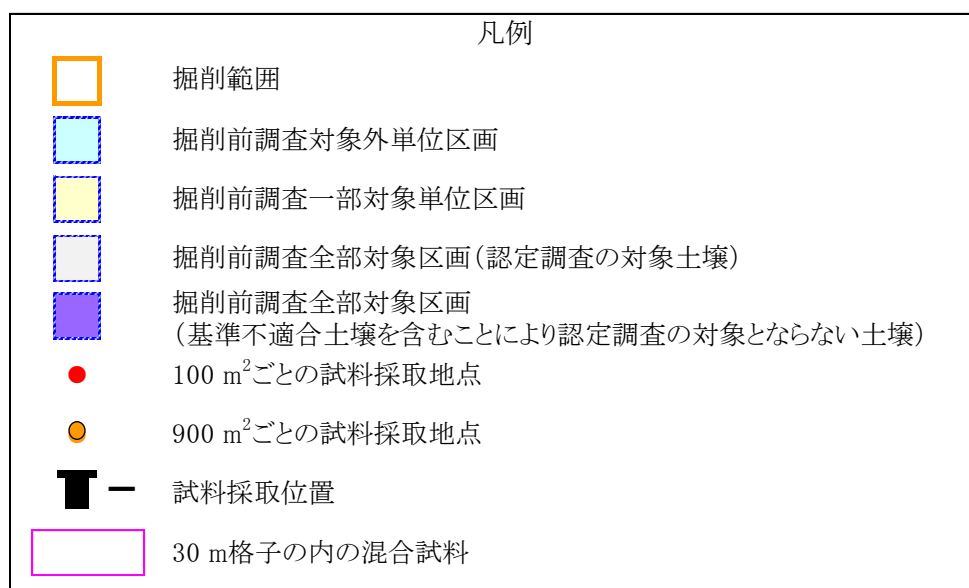 凡例
掘削範囲
掘削前調査対象外単位区画
掘削前調査一部対象単位区画
掘削前調査全部対象区画(認定調査の対象土壌)
掘削前調査全部対象区画
(基準不適合土壌を含むことにより認定調査の対象とならない土壌)
100 m²ごとの試料採取地点
900 m²ごとの試料採取地点
試料採取位置
30 m格子の内の混合試料